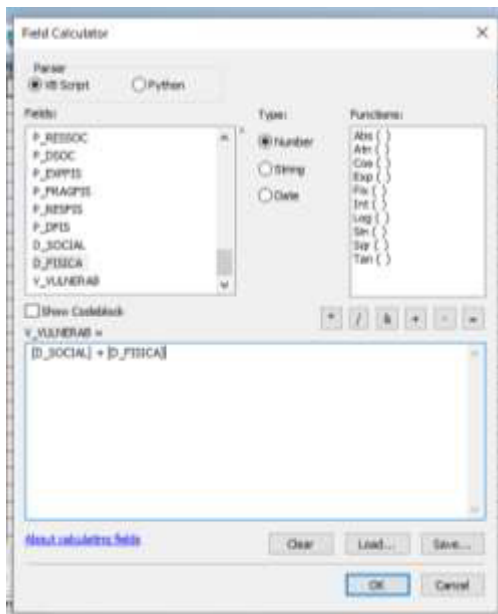 Field Calculator
Parser
VB Script
Python
Fields:
Type:
Functions:
P_RESSOC
P_DSOC
P_EXPFIS
P_FRAGFIS
P_RESFIS
P_DFIS
D_SOCIAL
D_FISICA
V_VULNERAB
Number
String
Date
Abs ( )
Atn ( )
Cos ( )
Exp ( )
Fix ( )
Int ( )
Log ( )
Sin ( )
Sqr ( )
Tan ( )
Show Codeblock
* / & + - =
V_VULNERAB =
[D_SOCIAL] + [D_FISICA]
About calculating fields
Clear
Load...
Save...
OK
Cancel